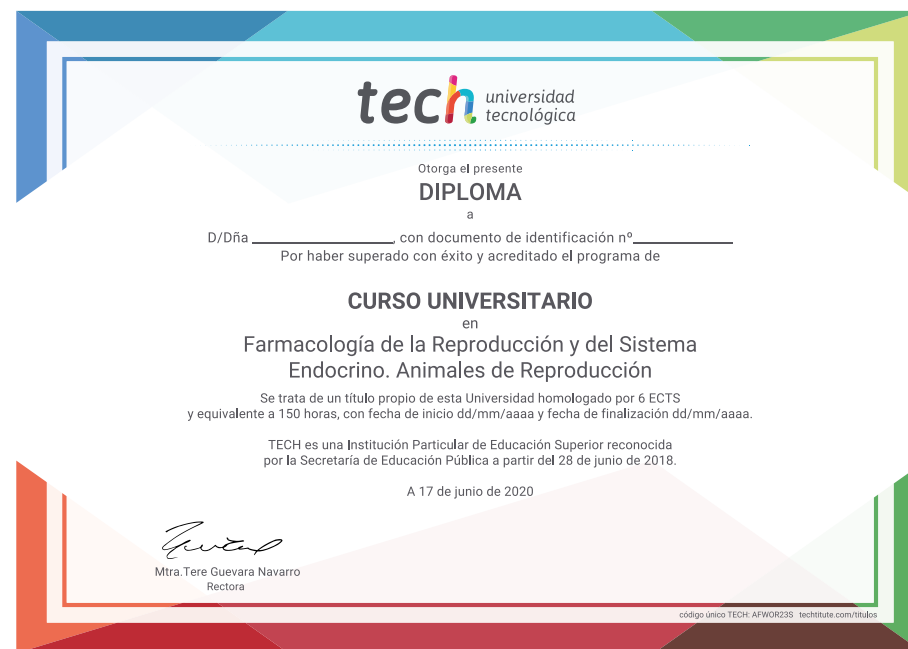 tech universidad
tecnológica
Otorga el presente
DIPLOMA
a
D/Dña ____________________, con documento de identificación nº______________
Por haber superado con éxito y acreditado el programa de
CURSO UNIVERSITARIO
en
Farmacología de la Reproducción y del Sistema
Endocrino. Animales de Reproducción
Se trata de un título propio de esta Universidad homologado por 6 ECTS
y equivalente a 150 horas, con fecha de inicio dd/mm/aaaa y fecha de finalización dd/mm/aaaa.
TECH es una Institución Particular de Educación Superior reconocida
por la Secretaría de Educación Pública a partir del 28 de junio de 2018.
A 17 de junio de 2020
Mtra.Tere Guevara Navarro
Rectora
código único TECH: AFWOR23S techtitute.com/titulos